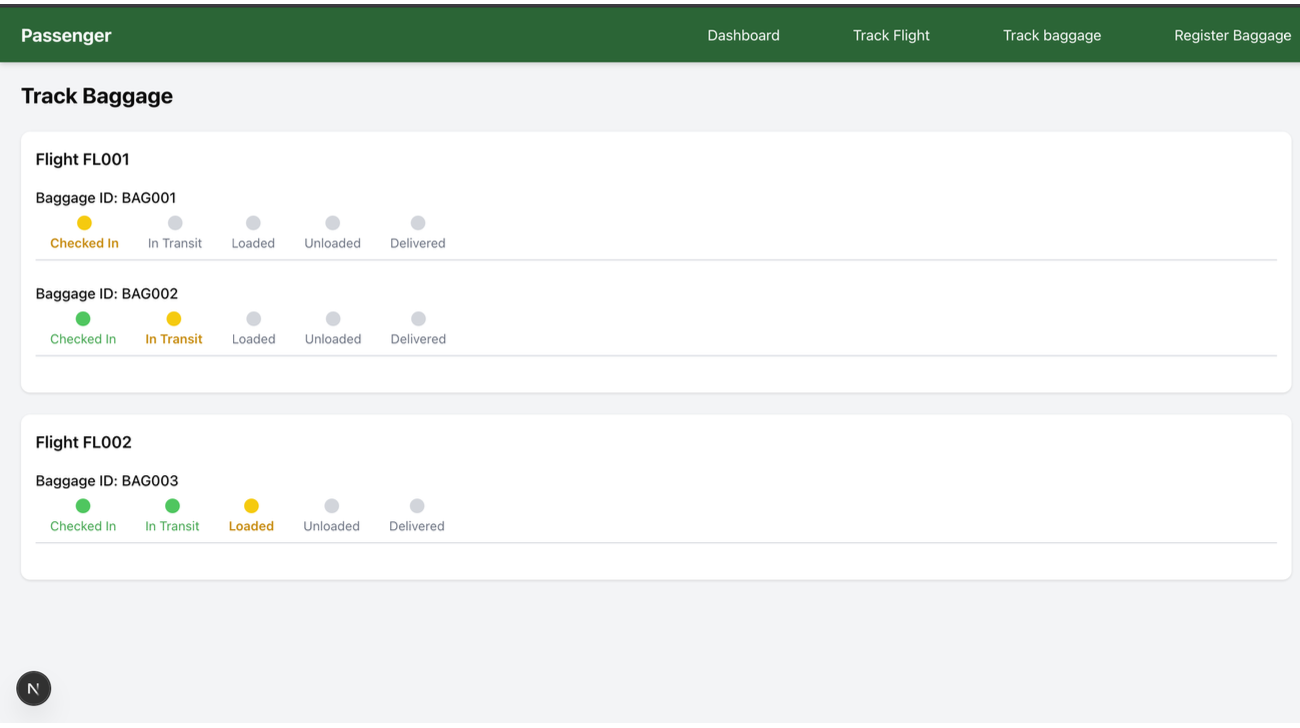 Passenger Dashboard Track Flight Track baggage Register Baggage
Track Baggage
Flight FL001
Baggage ID: BAG001
Checked In In Transit Loaded Unloaded Delivered
Baggage ID: BAG002
Checked In In Transit Loaded Unloaded Delivered
Flight FL002
Baggage ID: BAG003
Checked In In Transit Loaded Unloaded Delivered
N